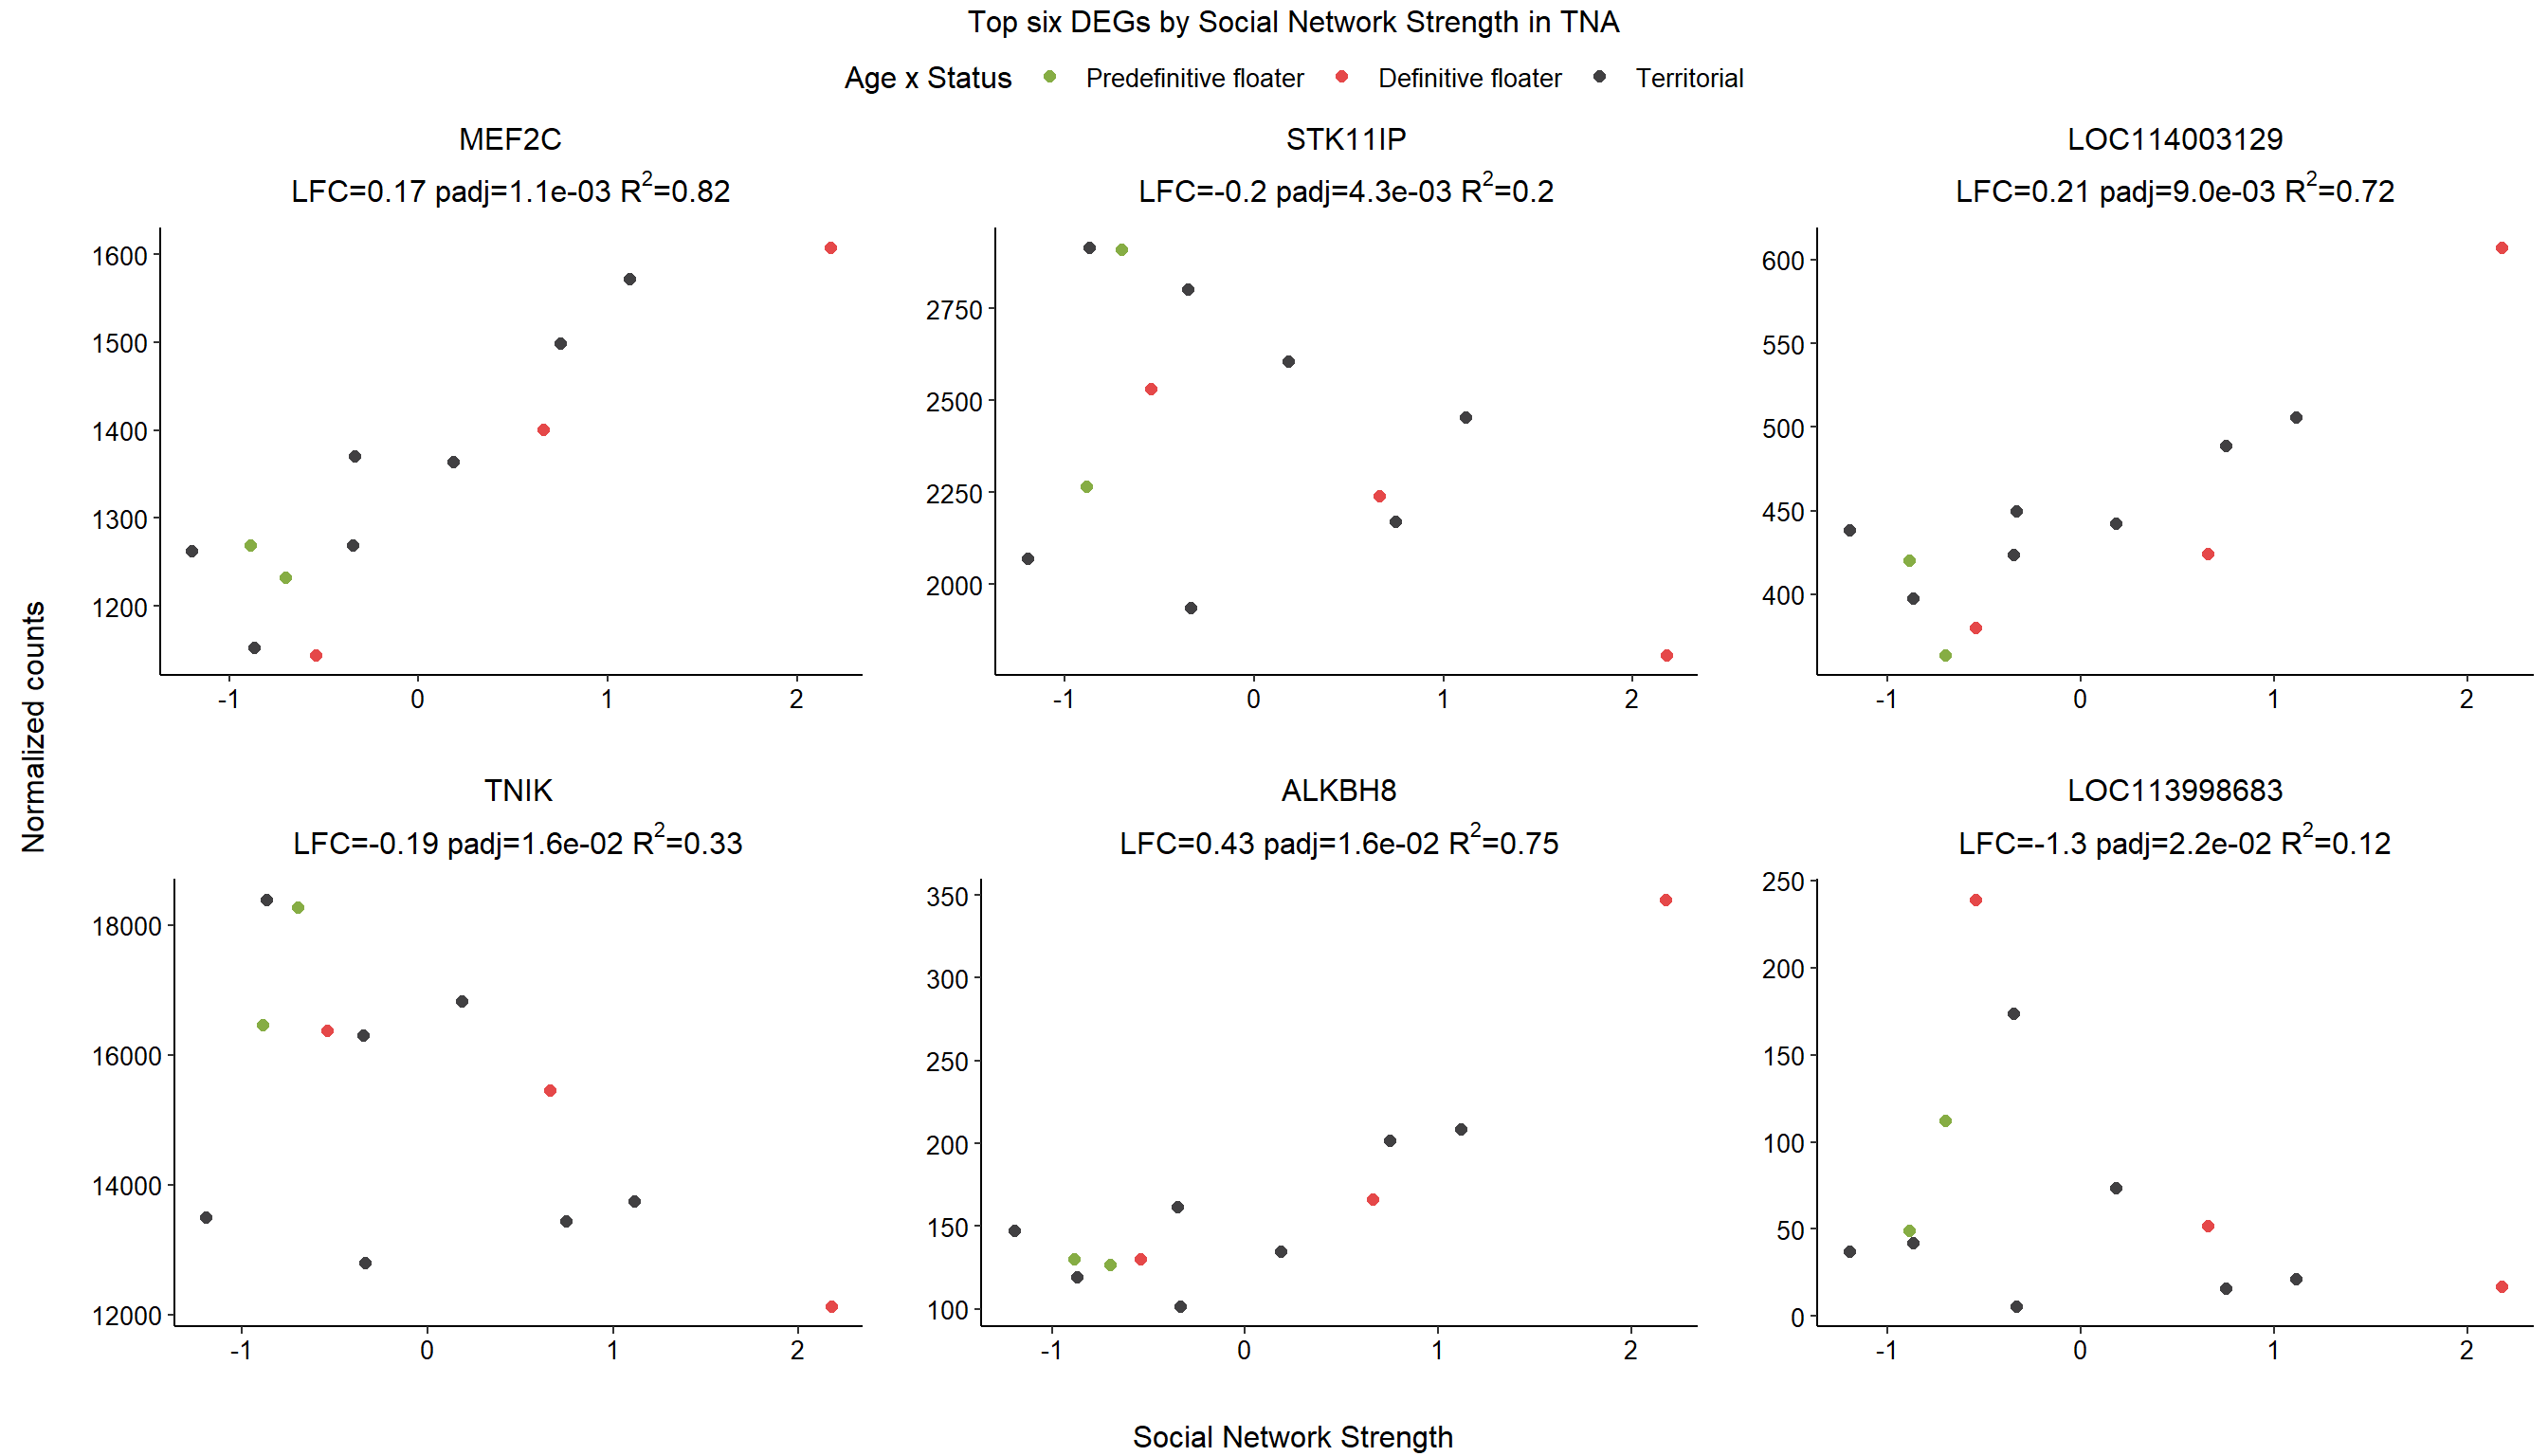 Top six DEGs by Social Network Strength in TNA
Age x Status Predefinitive floater Definitive floater Territorial
MEF2C
LFC=0.17 padj=1.1e-03 R²=0.82
1600
1500
1400
1300
1200
-1 0 1 2
STK11IP
LFC=-0.2 padj=4.3e-03 R²=0.2
2750
2500
2250
2000
-1 0 1 2
LOC114003129
LFC=0.21 padj=9.0e-03 R²=0.72
600
550
500
450
400
-1 0 1 2
Normalized counts
TNIK
LFC=-0.19 padj=1.6e-02 R²=0.33
18000
16000
14000
12000
-1 0 1 2
ALKBH8
LFC=0.43 padj=1.6e-02 R²=0.75
350
300
250
200
150
100
-1 0 1 2
LOC113998683
LFC=-1.3 padj=2.2e-02 R²=0.12
250
200
150
100
50
0
-1 0 1 2
Social Network Strength